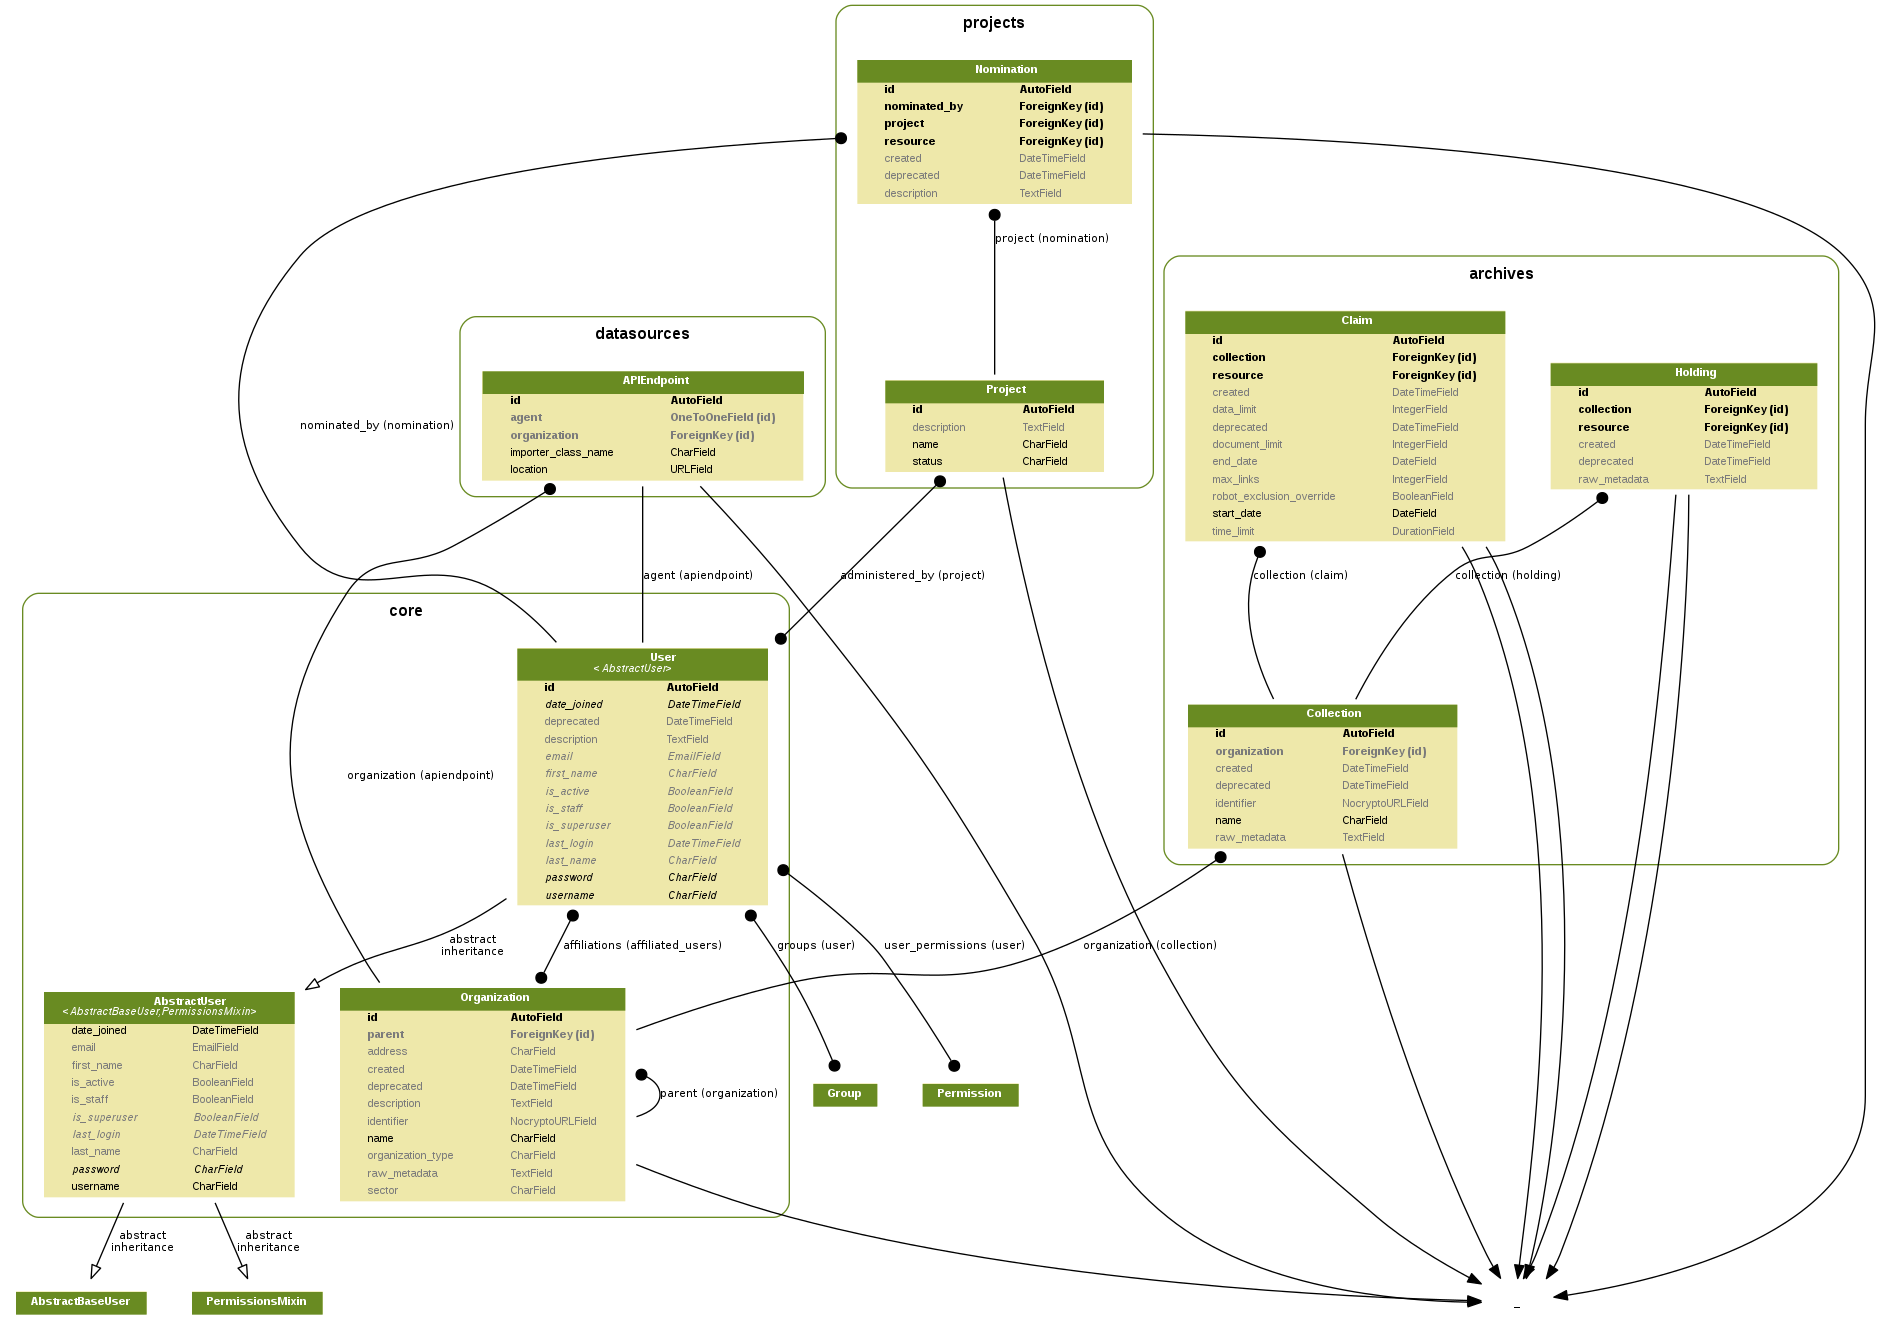 projects
Nomination
id AutoField
nominated_by ForeignKey (id)
project ForeignKey (id)
resource ForeignKey (id)
created DateTimeField
deprecated DateTimeField
description TextField
project (nomination)
Project
id AutoField
description TextField
name CharField
status CharField
datasources
APIEndpoint
id AutoField
agent OneToOneField (id)
organization ForeignKey (id)
importer_class_name CharField
location URLField
archives
Claim
id AutoField
collection ForeignKey (id)
resource ForeignKey (id)
created DateTimeField
data_limit IntegerField
deprecated DateTimeField
document_limit IntegerField
end_date DateField
max_links IntegerField
robot_exclusion_override BooleanField
start_date DateField
time_limit DurationField
Holding
id AutoField
collection ForeignKey (id)
resource ForeignKey (id)
created DateTimeField
deprecated DateTimeField
raw_metadata TextField
nominated_by (nomination)
agent (apiendpoint)
administered_by (project)
collection (claim)
collection (holding)
Collection
id AutoField
organization ForeignKey (id)
created DateTimeField
deprecated DateTimeField
identifier NocryptoURLField
name CharField
raw_metadata TextField
core
User
< AbstractUser>
id AutoField
date_joined DateTimeField
deprecated DateTimeField
description TextField
email EmailField
first_name CharField
is_active BooleanField
is_staff BooleanField
is_superuser BooleanField
last_login DateTimeField
last_name CharField
password CharField
username CharField
organization (apiendpoint)
abstract
inheritance
affiliations (affiliated_users)
groups (user)
user_permissions (user)
organization (collection)
AbstractUser
< AbstractBaseUser,PermissionsMixin>
date_joined DateTimeField
email EmailField
first_name CharField
is_active BooleanField
is_staff BooleanField
is_superuser BooleanField
last_login DateTimeField
last_name CharField
password CharField
username CharField
Organization
id AutoField
parent ForeignKey (id)
address CharField
created DateTimeField
deprecated DateTimeField
description TextField
identifier NocryptoURLField
name CharField
organization_type CharField
raw_metadata TextField
sector CharField
parent (organization)
Group
Permission
abstract
inheritance
abstract
inheritance
AbstractBaseUser
PermissionsMixin
_